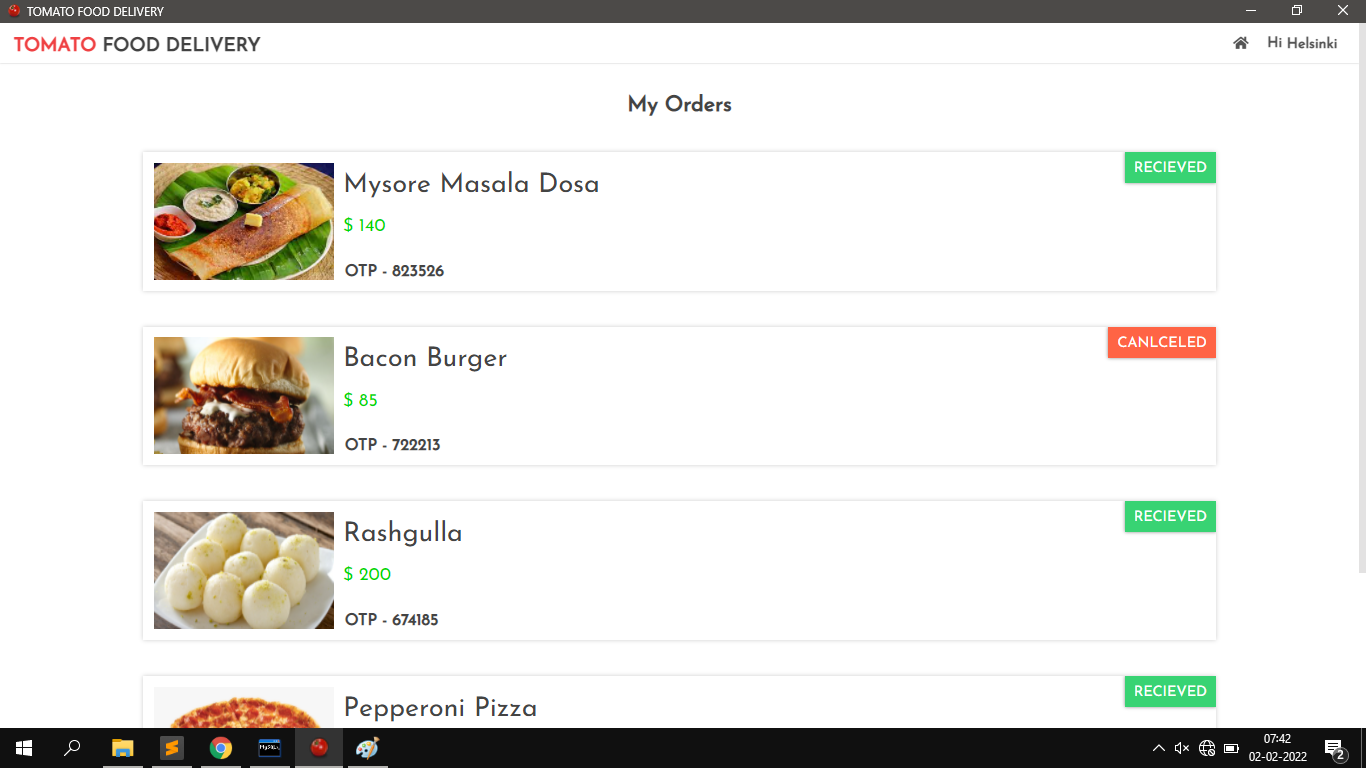 TOMATO FOOD DELIVERY
TOMATO FOOD DELIVERY
Hi Helsinki
My Orders
RECIEVED
Mysore Masala Dosa
$ 140
OTP - 823526
CANLCELED
Bacon Burger
$ 85
OTP - 722213
RECIEVED
Rashgulla
$ 200
OTP - 674185
RECIEVED
Pepperoni Pizza
MySQL
07:42
02-02-2022
2